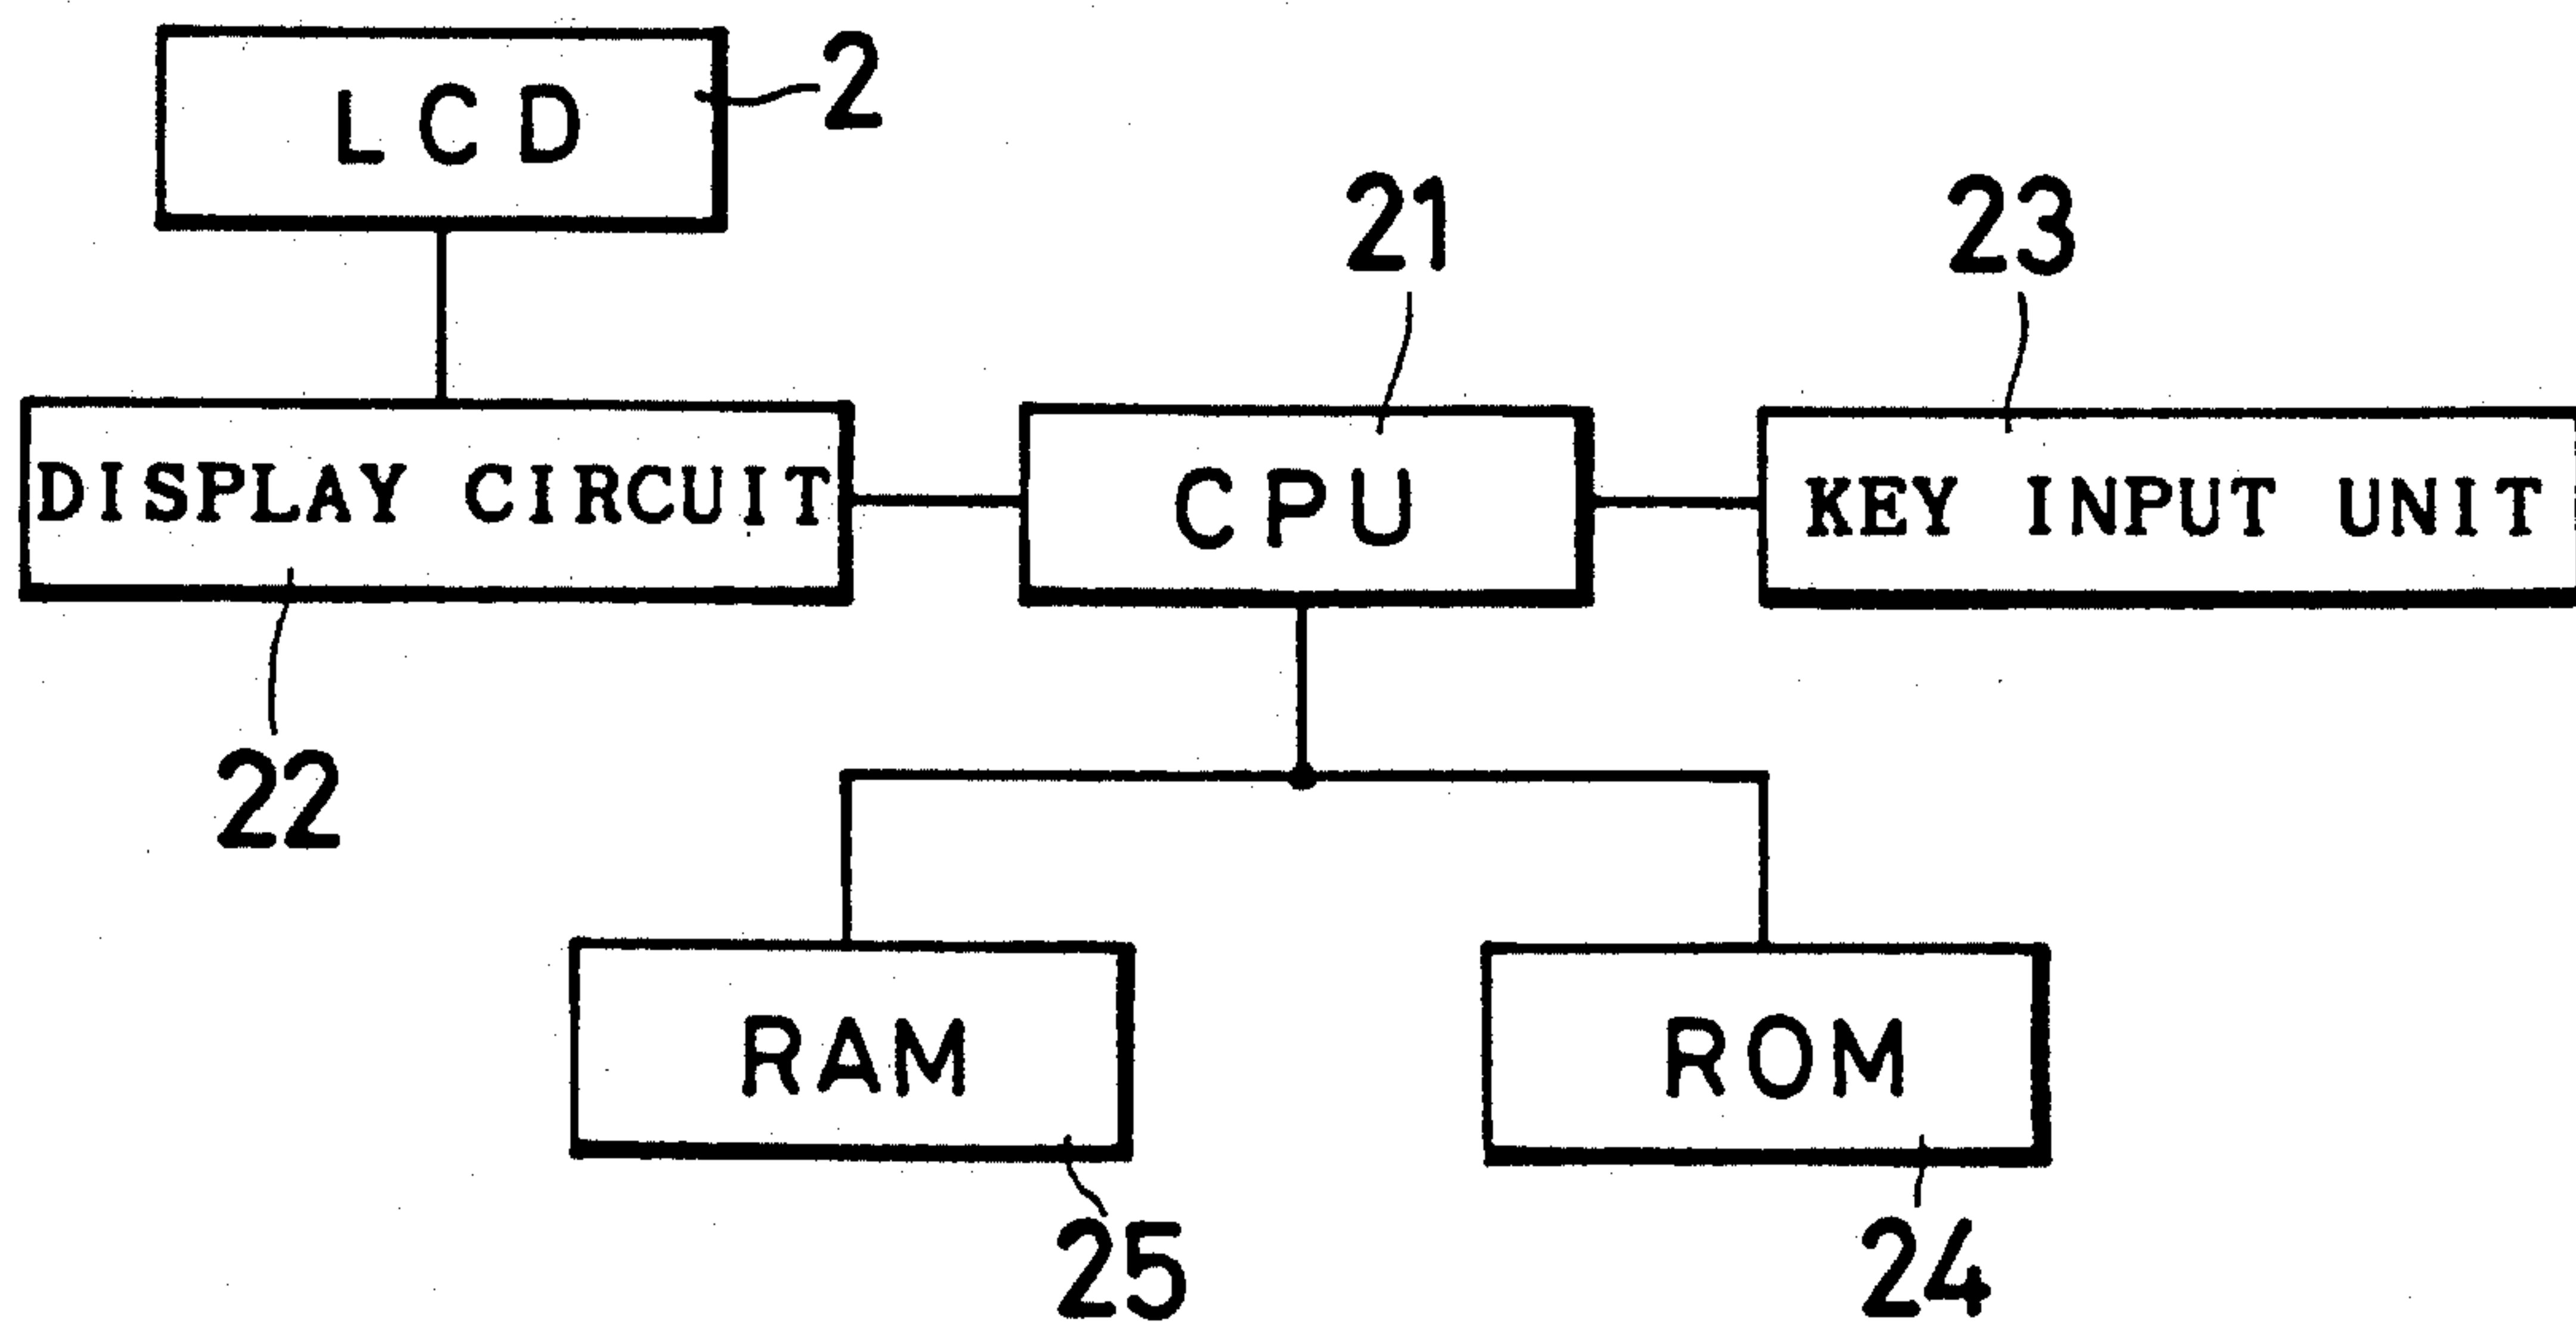 LCD
2
21
23
DISPLAY CIRCUIT
CPU
KEY INPUT UNIT
22
RAM
ROM
25
24